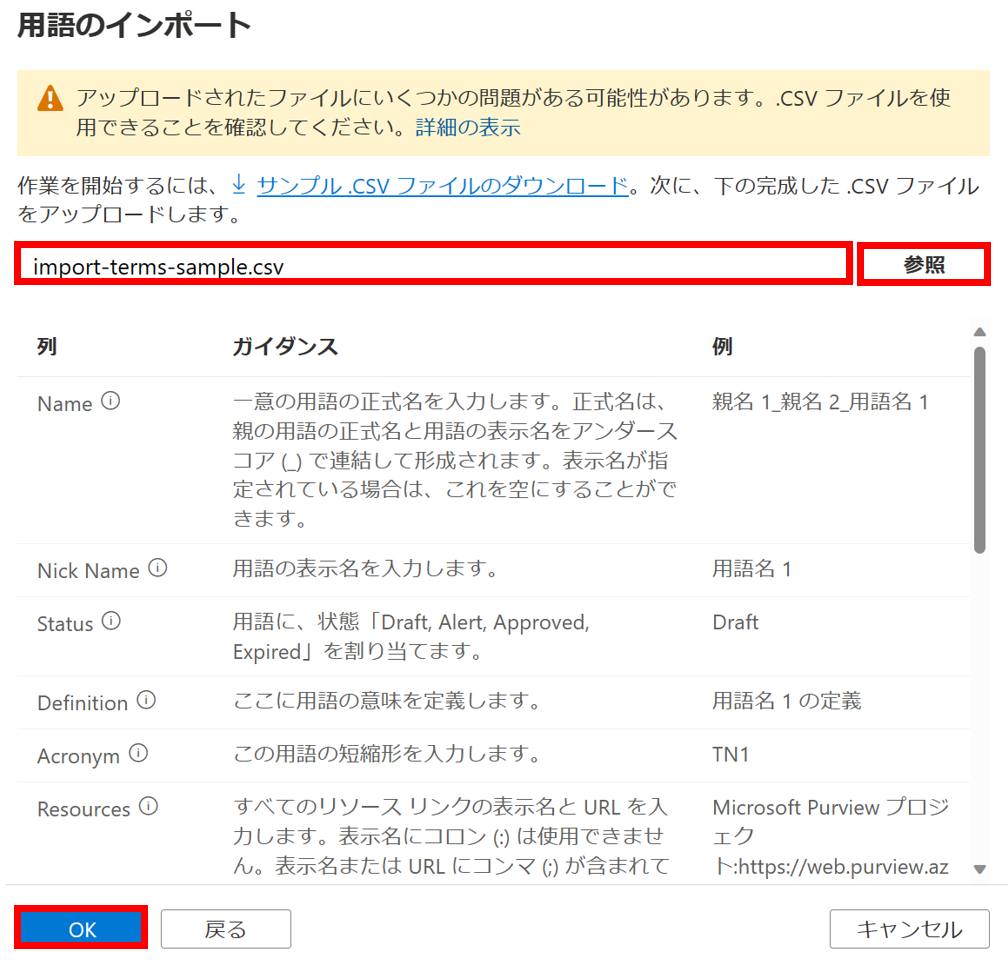 用語のインポート
アップロードされたファイルにいくつかの問題がある可能性があります。.CSV ファイルを使
用できることを確認してください。詳細の表示
作業を開始するには、↓ サンプル .CSV ファイルのダウンロード。次に、下の完成した .CSV ファイル
をアップロードします。
import-terms-sample.csv 参照
列 ガイダンス 例
Name 一意の用語の正式名を入力します。正式名は、 親名 1_親名 2_用語名 1
親の用語の正式名と用語の表示名をアンダース
コア (_) で連結して形成されます。表示名が指
定されている場合は、これを空にすることがで
きます。
Nick Name 用語の表示名を入力します。 用語名 1
Status 用語に、状態「Draft, Alert, Approved, Draft
Expired」を割り当てます。
Definition ここに用語の意味を定義します。 用語名 1 の定義
Acronym この用語の短縮形を入力します。 TN1
Resources すべてのリソース リンクの表示名と URL を入 Microsoft Purview プロジ
力します。表示名にコロン (:) は使用できませ ェク
ん。表示名または URL にコンマ (;) が含まれて ト:https://web.purview.az
OK 戻る キャンセル